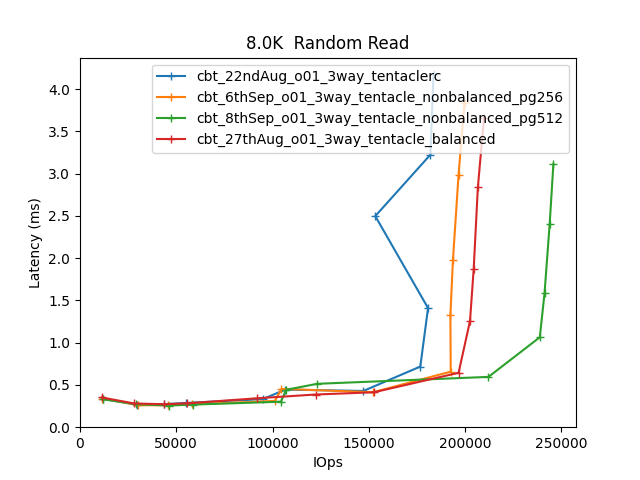 8.0K  Random Read
cbt_22ndAug_o01_3way_tentaclerc
cbt_6thSep_o01_3way_tentacle_nonbalanced_pg256
cbt_8thSep_o01_3way_tentacle_nonbalanced_pg512
cbt_27thAug_o01_3way_tentacle_balanced
4.0
3.5
3.0
2.5
2.0
1.5
1.0
0.5
0.0
Latency (ms)
0 50000 100000 150000 200000 250000
IOps